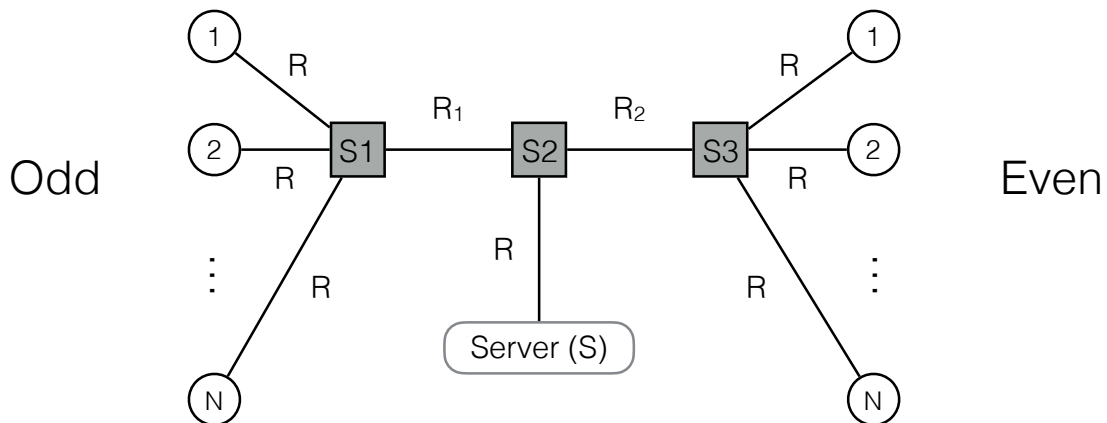 1
1
R
R
R₁
R₂
2
S1
S2
S3
2
Odd
R
R
Even
R
⋮
R
R
⋮
Server (S)
N
N